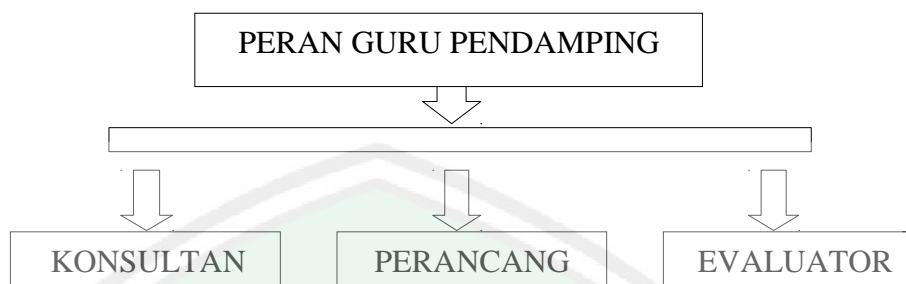 PERAN GURU PENDAMPING
KONSULTAN
PERANCANG
EVALUATOR